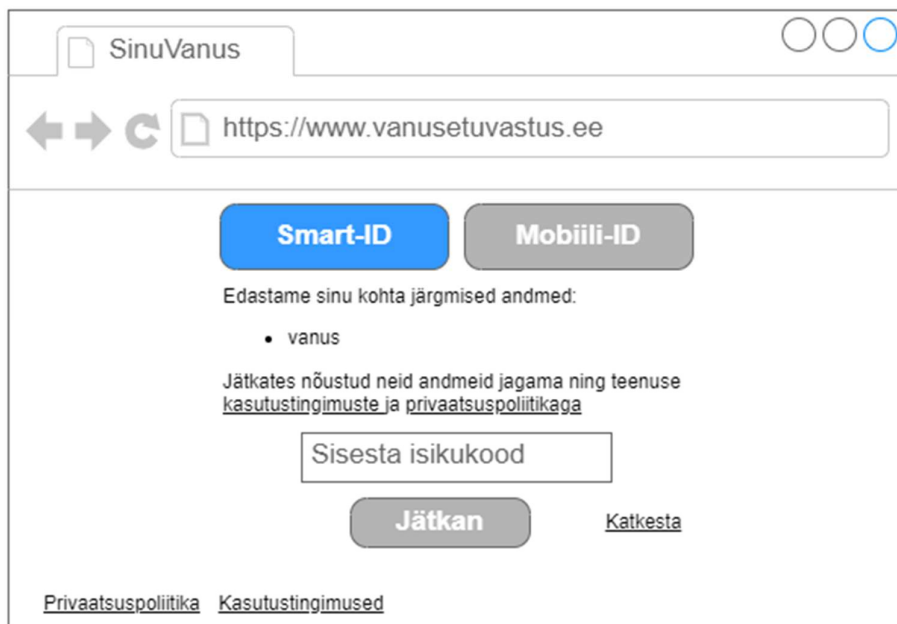 SinuVanus
https://www.vanusetuvastus.ee
Smart-ID Mobiili-ID
Edastame sinu kohta järgmised andmed:
• vanus
Jätkates nõustud neid andmeid jagama ning teenuse
kasutustingimuste ja privaatsuspoliitikaga
Sisesta isikukood
Jätkan Katkesta
Privaatsuspoliitika Kasutustingimused